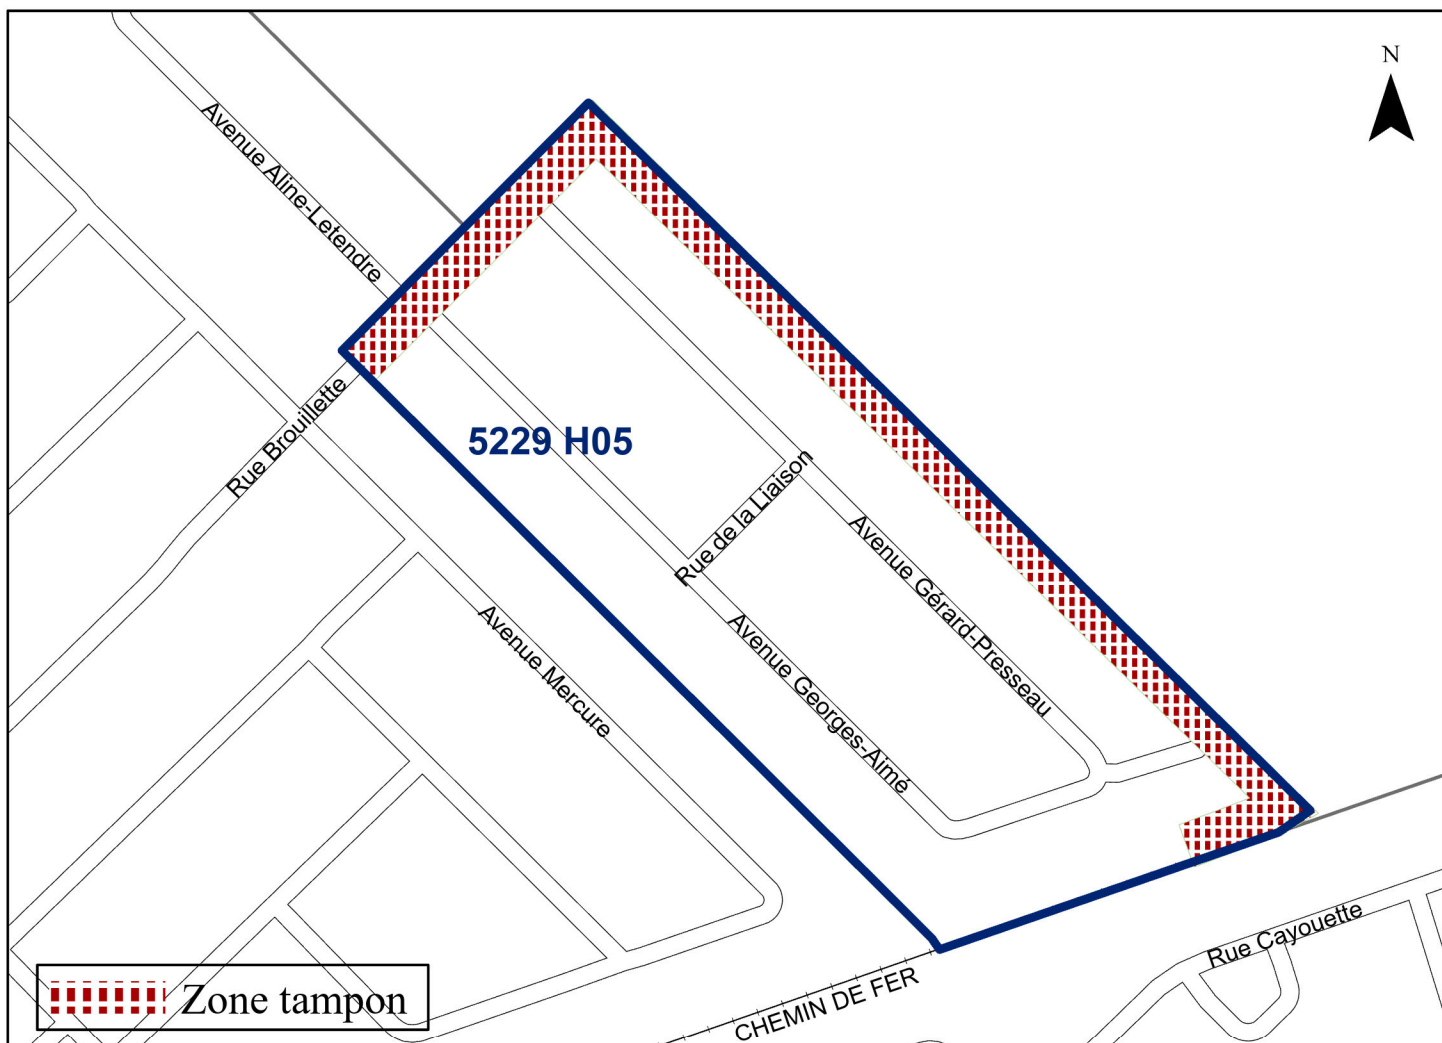 N
Avenue Aline-Letendre
Rue Brouillette
5229 H05
Rue de la Liaison
Avenue Gérard-Presseau
Avenue Mercure
Avenue Georges-Aimé
Rue Cayouette
CHEMIN DE FER
Zone tampon